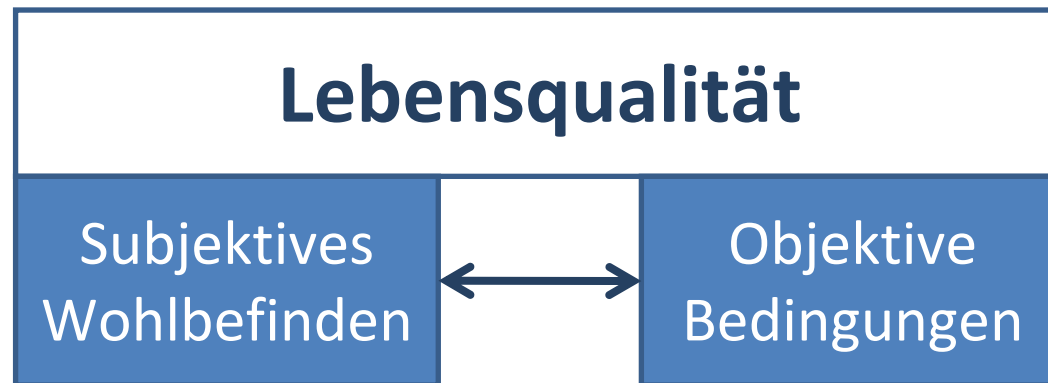 Lebensqualität
Subjektives
Wohlbefinden
Objektive
Bedingungen